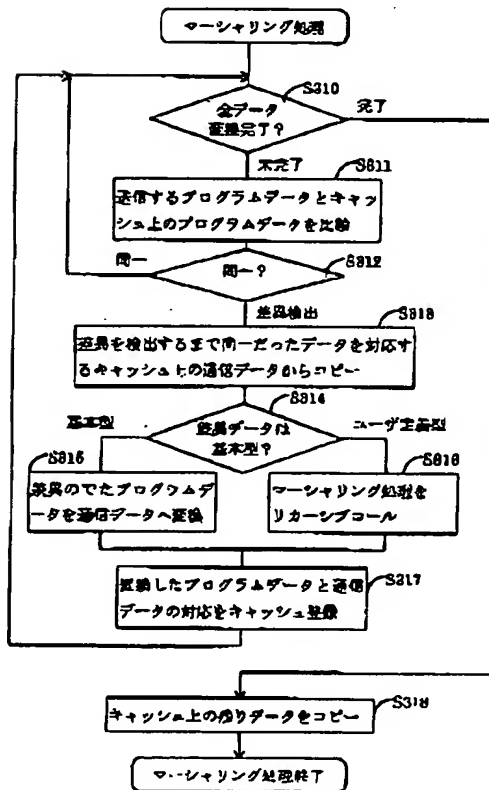 マーシャリング処理
S310
全データ
変換完了？
完了
未完了
S311
送信するプログラムデータとキャッ
シュ上のプログラムデータを比較
同一
S312
同一？
差異検出
S313
差異を検出するまで同一だったデータを対応す
るキャッシュ上の通信データからコピー
S314
差異データは
基本型？
基本型
ユーザ定義型
S315
差異のでたプログラムデ
ータを通信データへ変換
S316
マーシャリング処理を
リカーシブコール
S317
変換したプログラムデータと通信
データの対応をキャッシュ登録
S318
キャッシュ上の残りデータをコピー
マーシャリング処理終了